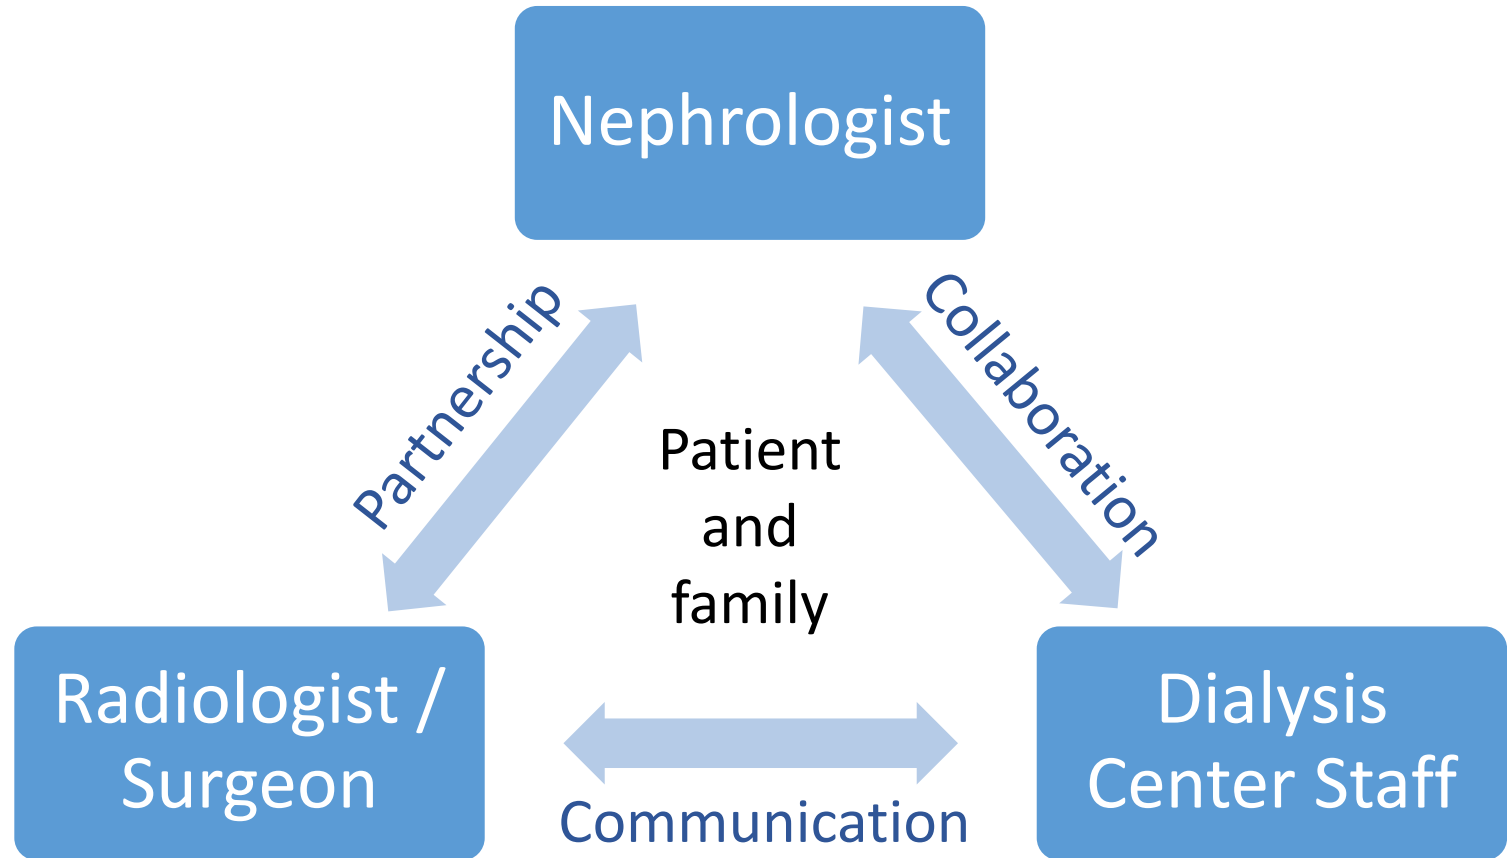 Nephrologist
Partnership
Collaboration
Patient
and
family
Radiologist /
Surgeon
Dialysis
Center Staff
Communication